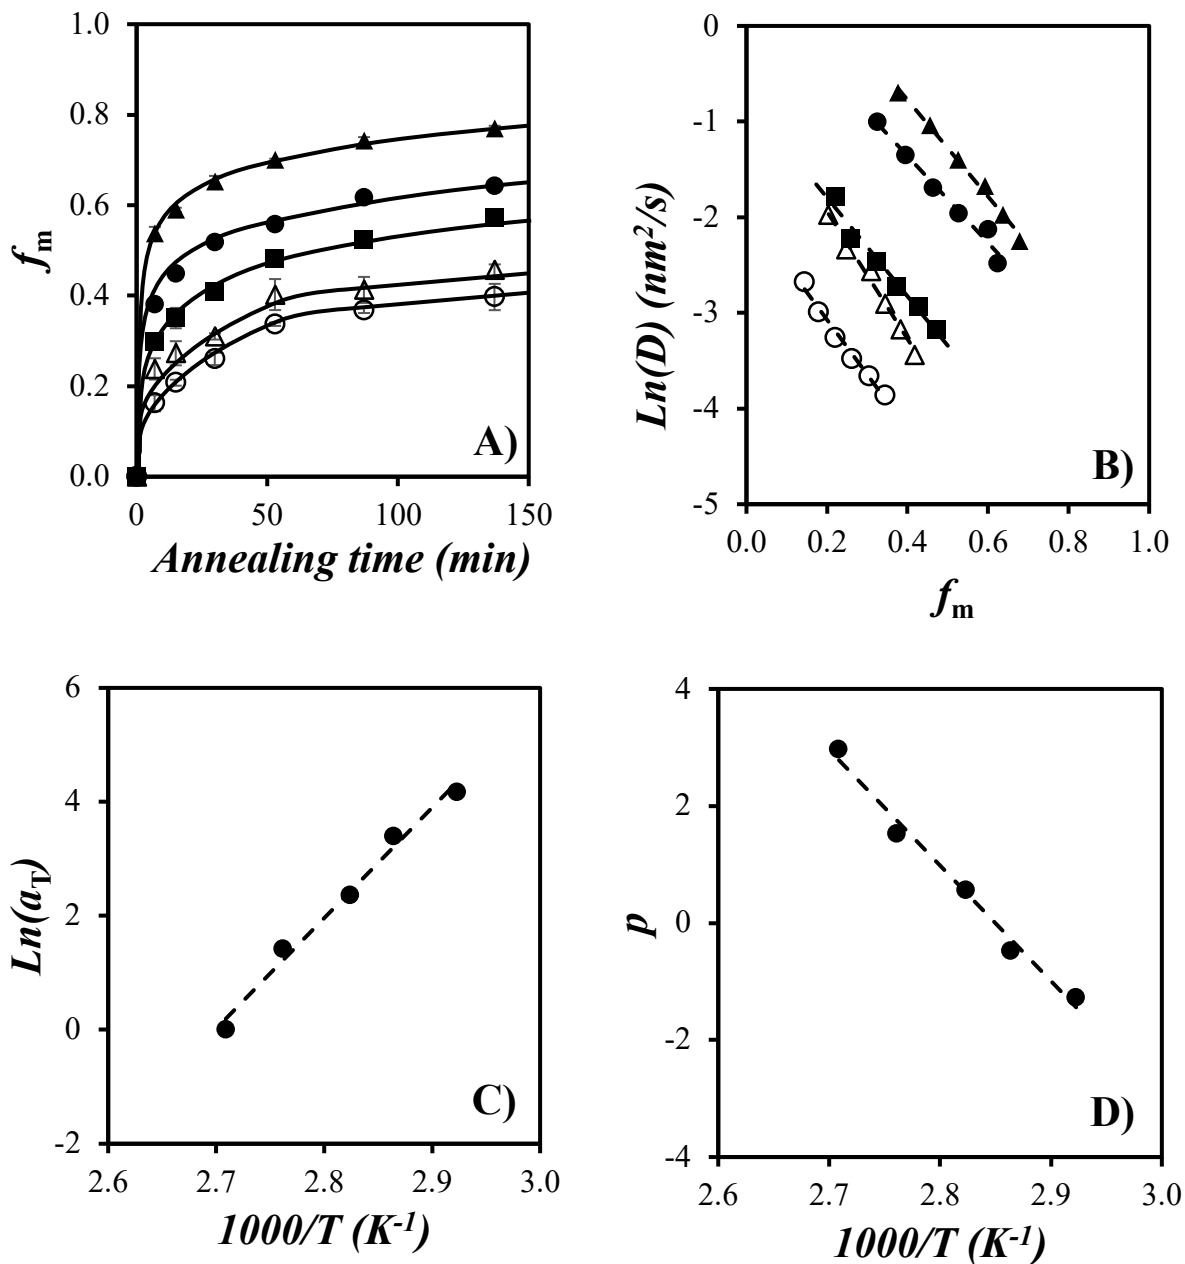 1.0
0.8
0.6
0.4
0.2
0.0
fm
A)
0 50 100 150
Annealing time (min)
0
-1
-2
-3
-4
-5
Ln(D) (nm²/s)
B)
0.0 0.2 0.4 0.6 0.8 1.0
fm
6
4
2
0
-2
Ln(aT)
C)
2.6 2.7 2.8 2.9 3.0
1000/T (K⁻¹)
4
2
0
-2
-4
p
D)
2.6 2.7 2.8 2.9 3.0
1000/T (K⁻¹)